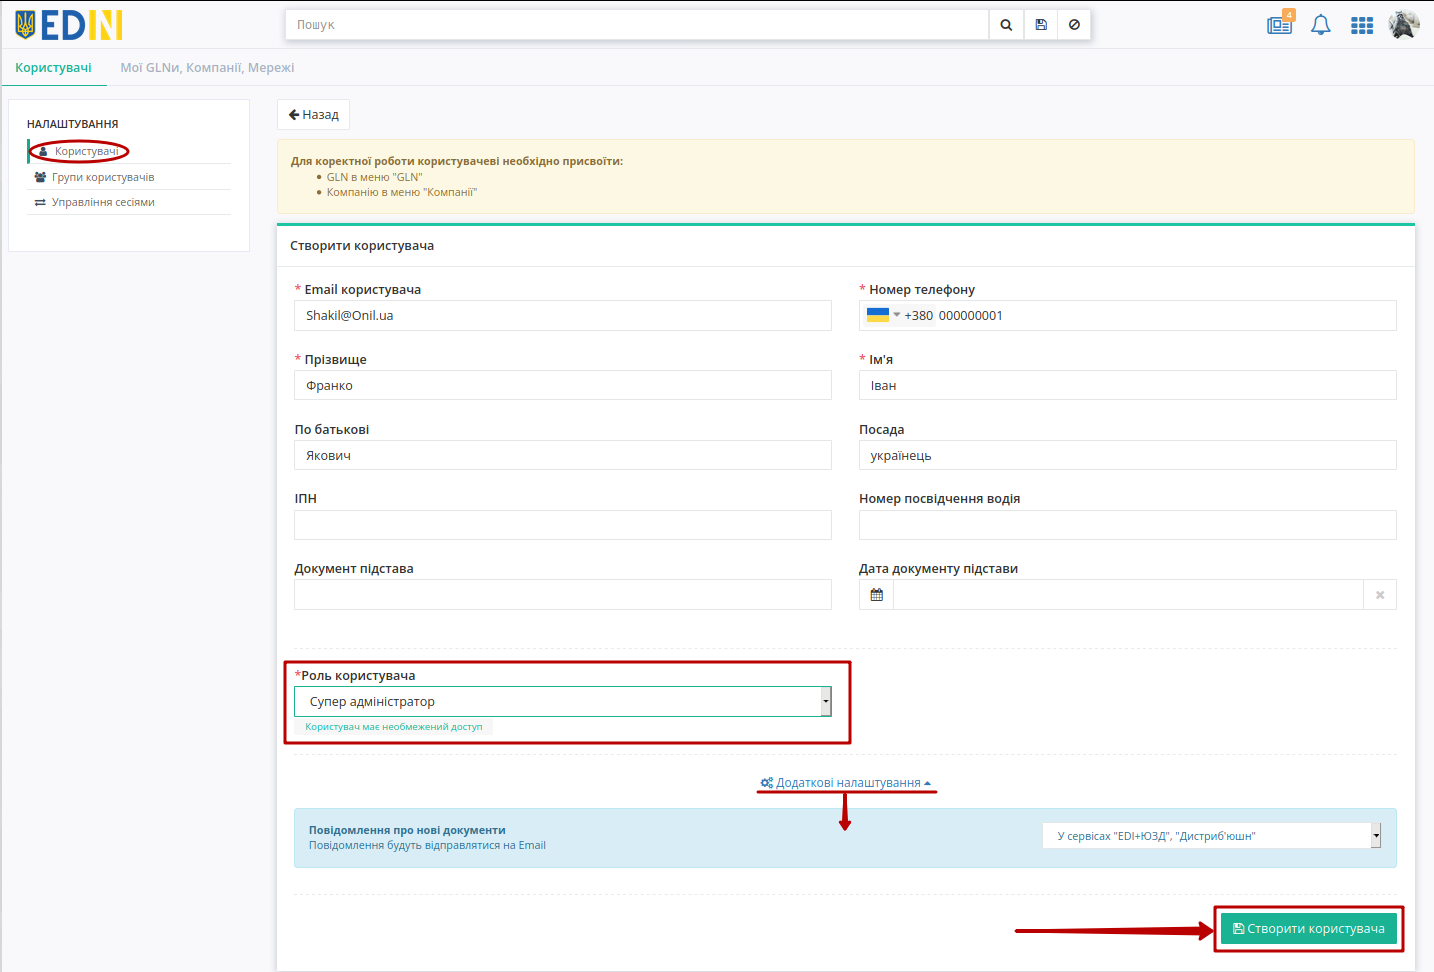 EDIN
Пошук
4
Користувачі
Мої GLNи, Компанії, Мережі
НАЛАШТУВАННЯ
Користувачі
Групи користувачів
Управління сесіями
Назад
Для коректної роботи користувачеві необхідно присвоїти:
GLN в меню "GLN"
Компанію в меню "Компанії"
Створити користувача
* Email користувача
* Номер телефону
Shakil@Onil.ua
+380 000000001
* Прізвище
* Ім'я
Франко
Іван
По батькові
Посада
Якович
українець
ІПН
Номер посвідчення водія
Документ підстава
Дата документу підстави
*Роль користувача
Супер адміністратор
Користувач має необмежений доступ
Додаткові налаштування
Повідомлення про нові документи
Повідомлення будуть відправлятися на Email
У сервісах "EDI+ЮЗД", "Дистриб'юшн"
Створити користувача